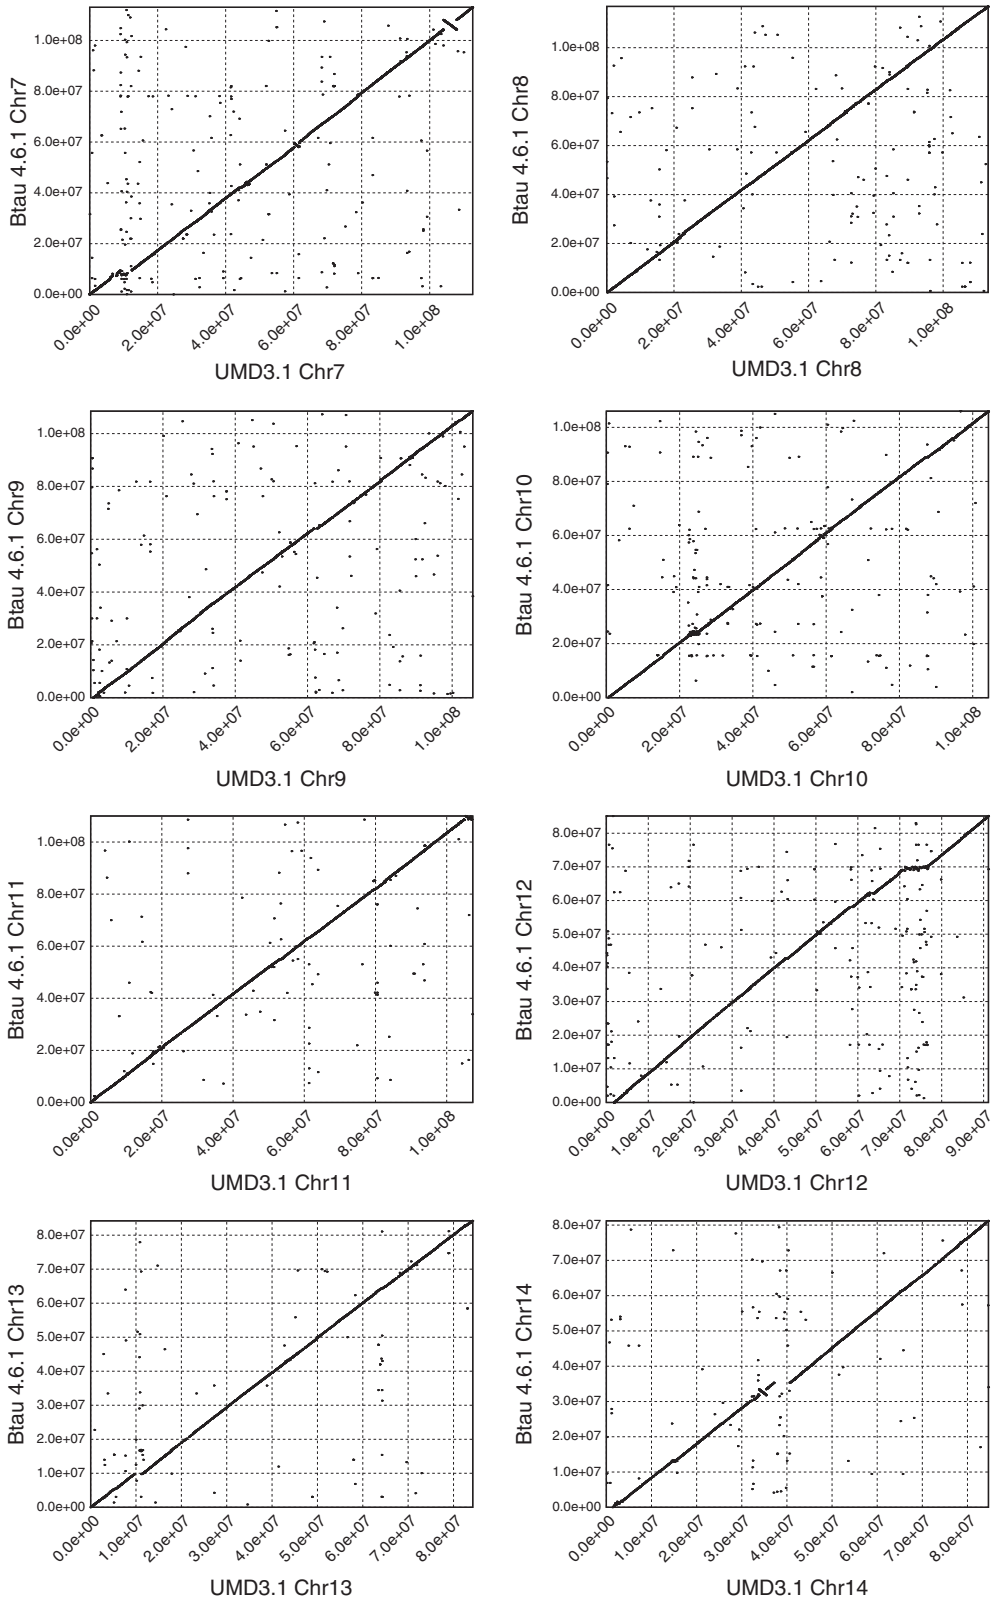 Btau 4.6.1 Chr7
1.0e+08
8.0e+07
6.0e+07
4.0e+07
2.0e+07
0.0e+00
0.0e+00 2.0e+07 4.0e+07 6.0e+07 8.0e+07 1.0e+08
UMD3.1 Chr7
Btau 4.6.1 Chr8
1.0e+08
8.0e+07
6.0e+07
4.0e+07
2.0e+07
0.0e+00
0.0e+00 2.0e+07 4.0e+07 6.0e+07 8.0e+07 1.0e+08
UMD3.1 Chr8
Btau 4.6.1 Chr9
1.0e+08
8.0e+07
6.0e+07
4.0e+07
2.0e+07
0.0e+00
0.0e+00 2.0e+07 4.0e+07 6.0e+07 8.0e+07 1.0e+08
UMD3.1 Chr9
Btau 4.6.1 Chr10
1.0e+08
8.0e+07
6.0e+07
4.0e+07
2.0e+07
0.0e+00
0.0e+00 2.0e+07 4.0e+07 6.0e+07 8.0e+07 1.0e+08
UMD3.1 Chr10
Btau 4.6.1 Chr11
1.0e+08
8.0e+07
6.0e+07
4.0e+07
2.0e+07
0.0e+00
0.0e+00 2.0e+07 4.0e+07 6.0e+07 8.0e+07 1.0e+08
UMD3.1 Chr11
Btau 4.6.1 Chr12
8.0e+07
7.0e+07
6.0e+07
5.0e+07
4.0e+07
3.0e+07
2.0e+07
1.0e+07
0.0e+00
0.0e+00 1.0e+07 2.0e+07 3.0e+07 4.0e+07 5.0e+07 6.0e+07 7.0e+07 8.0e+07 9.0e+07
UMD3.1 Chr12
Btau 4.6.1 Chr13
8.0e+07
7.0e+07
6.0e+07
5.0e+07
4.0e+07
3.0e+07
2.0e+07
1.0e+07
0.0e+00
0.0e+00 1.0e+07 2.0e+07 3.0e+07 4.0e+07 5.0e+07 6.0e+07 7.0e+07 8.0e+07
UMD3.1 Chr13
Btau 4.6.1 Chr14
8.0e+07
7.0e+07
6.0e+07
5.0e+07
4.0e+07
3.0e+07
2.0e+07
1.0e+07
0.0e+00
0.0e+00 1.0e+07 2.0e+07 3.0e+07 4.0e+07 5.0e+07 6.0e+07 7.0e+07 8.0e+07
UMD3.1 Chr14